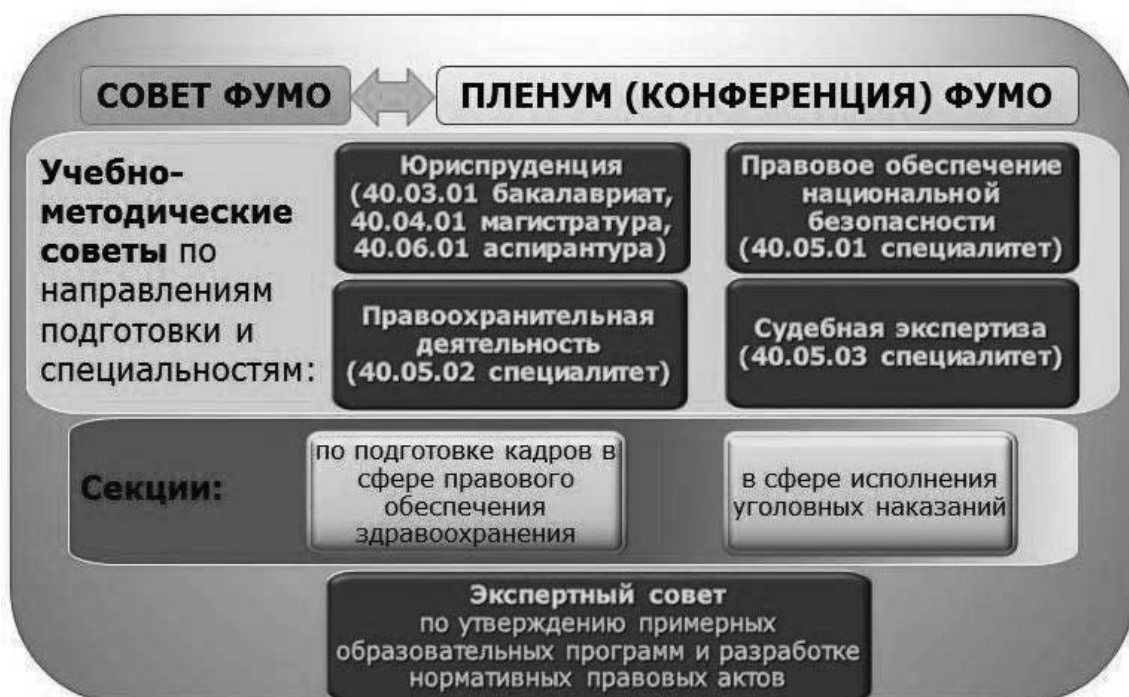 СОВЕТ ФУМО
ПЛЕНУМ (КОНФЕРЕНЦИЯ) ФУМО
Учебно-
методические
советы по
направлениям
подготовки и
специальностям:
Юриспруденция
(40.03.01 бакалавриат,
40.04.01 магистратура,
40.06.01 аспирантура)
Правовое обеспечение
национальной
безопасности
(40.05.01 специалитет)
Правоохранительная
деятельность
(40.05.02 специалитет)
Судебная экспертиза
(40.05.03 специалитет)
Секции:
по подготовке кадров в
сфере правового
обеспечения
здравоохранения
в сфере исполнения
уголовных наказаний
Экспертный совет
по утверждению примерных
образовательных программ и разработке
нормативных правовых актов